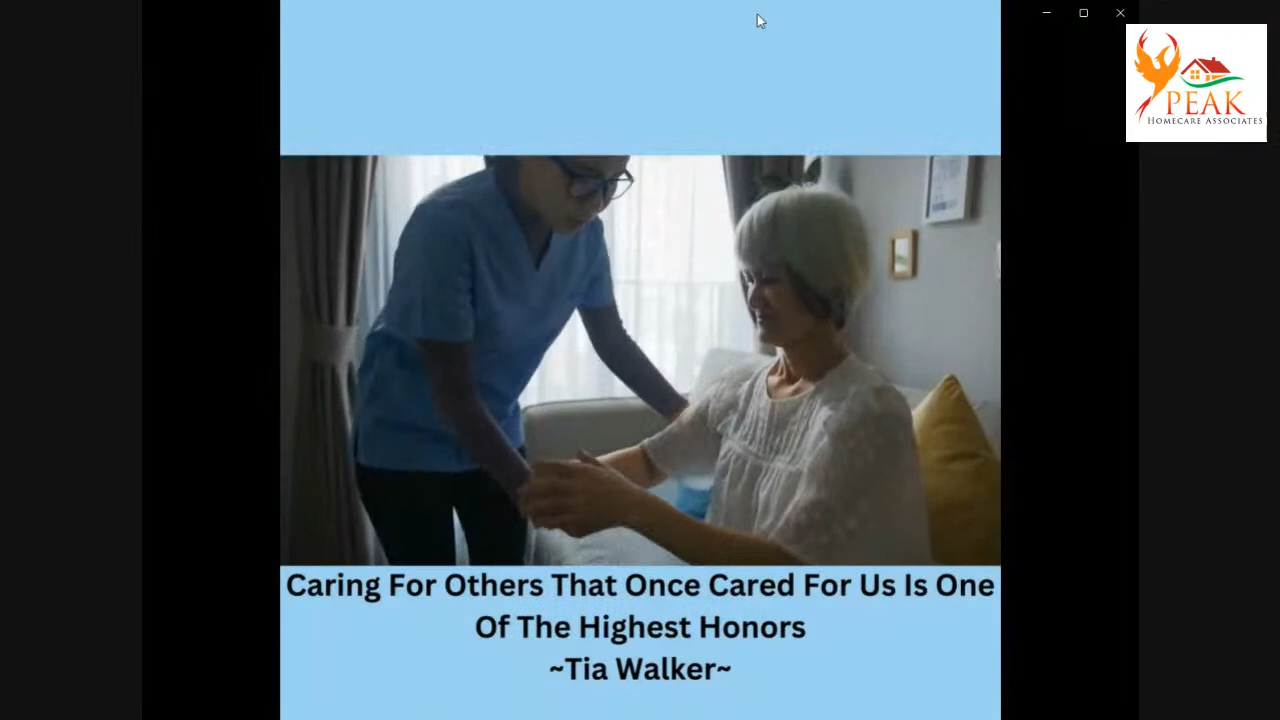 PEAK
HOMECARE ASSOCIATES
Caring For Others That Once Cared For Us Is One
Of The Highest Honors
~Tia Walker~